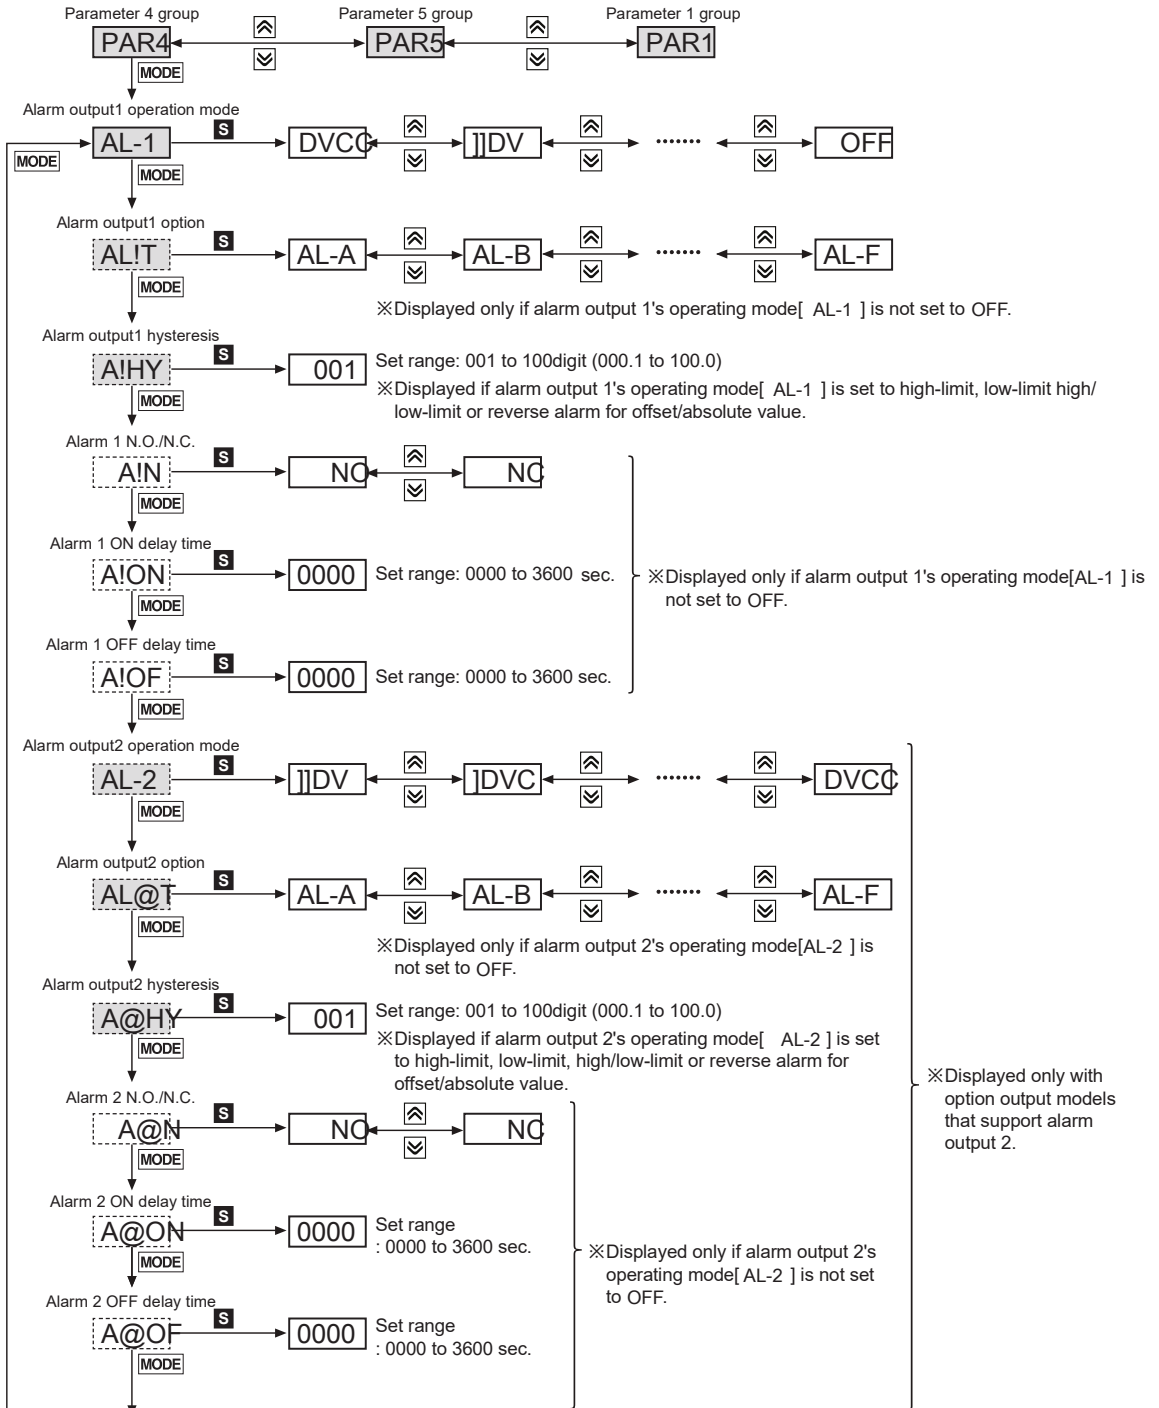 Parameter 4 group Parameter 5 group Parameter 1 group
PAR4 PAR5 PAR1
MODE
Alarm output1 operation mode
AL-1 S DVCC ]]DV ....... OFF
MODE
MODE
Alarm output1 option
AL!T S AL-A AL-B ....... AL-F
MODE
※Displayed only if alarm output 1's operating mode[ AL-1 ] is not set to OFF.
Alarm output1 hysteresis
A!HY S 001 Set range: 001 to 100digit (000.1 to 100.0)
MODE
※Displayed if alarm output 1's operating mode[ AL-1 ] is set to high-limit, low-limit high/
low-limit or reverse alarm for offset/absolute value.
Alarm 1 N.O./N.C.
A!N S NO NC
MODE
Alarm 1 ON delay time
A!ON S 0000 Set range: 0000 to 3600 sec.
MODE
※Displayed only if alarm output 1's operating mode[AL-1 ] is
not set to OFF.
Alarm 1 OFF delay time
A!OF S 0000 Set range: 0000 to 3600 sec.
MODE
Alarm output2 operation mode
AL-2 S ]]DV ]DVC ....... DVCC
MODE
Alarm output2 option
AL@T S AL-A AL-B ....... AL-F
MODE
※Displayed only if alarm output 2's operating mode[AL-2 ] is
not set to OFF.
Alarm output2 hysteresis
A@HY S 001 Set range: 001 to 100digit (000.1 to 100.0)
MODE
※Displayed if alarm output 2's operating mode[ AL-2 ] is set
to high-limit, low-limit, high/low-limit or reverse alarm for
offset/absolute value.
※Displayed only with
option output models
that support alarm
output 2.
Alarm 2 N.O./N.C.
A@N S NO NC
MODE
Alarm 2 ON delay time
A@ON S 0000 Set range
: 0000 to 3600 sec.
MODE
※Displayed only if alarm output 2's
operating mode[ AL-2 ] is not set
to OFF.
Alarm 2 OFF delay time
A@OF S 0000 Set range
: 0000 to 3600 sec.
MODE